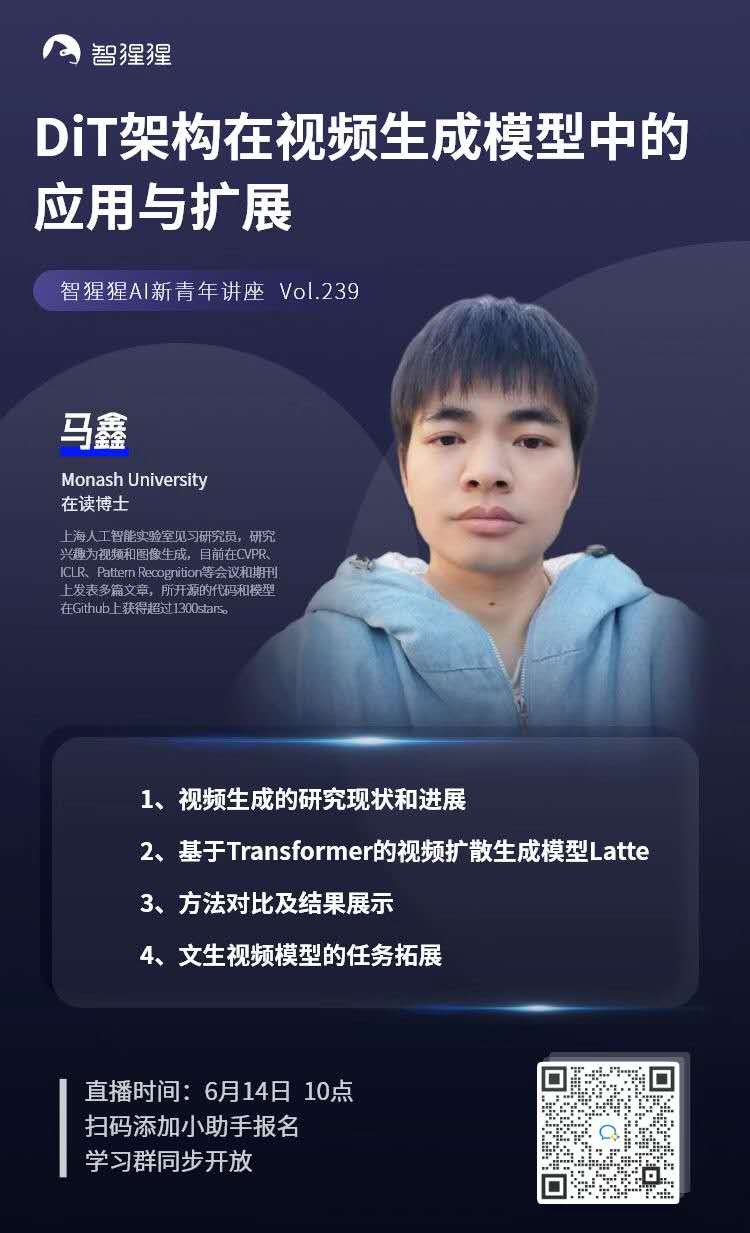 智猩猩
DiT架构在视频生成模型中的
应用与扩展
智猩猩AI新青年讲座 Vol.239
马鑫
Monash University
在读博士
上海人工智能实验室见习研究员，研究
兴趣为视频和图像生成，目前在CVPR、
ICLR、Pattern Recognition等会议和期刊
上发表多篇文章，所开源的代码和模型
在Github上获得超过1300stars。
1、视频生成的研究现状和进展
2、基于Transformer的视频扩散生成模型Latte
3、方法对比及结果展示
4、文生视频模型的任务拓展
直播时间：6月14日 10点
扫码添加小助手报名
学习群同步开放